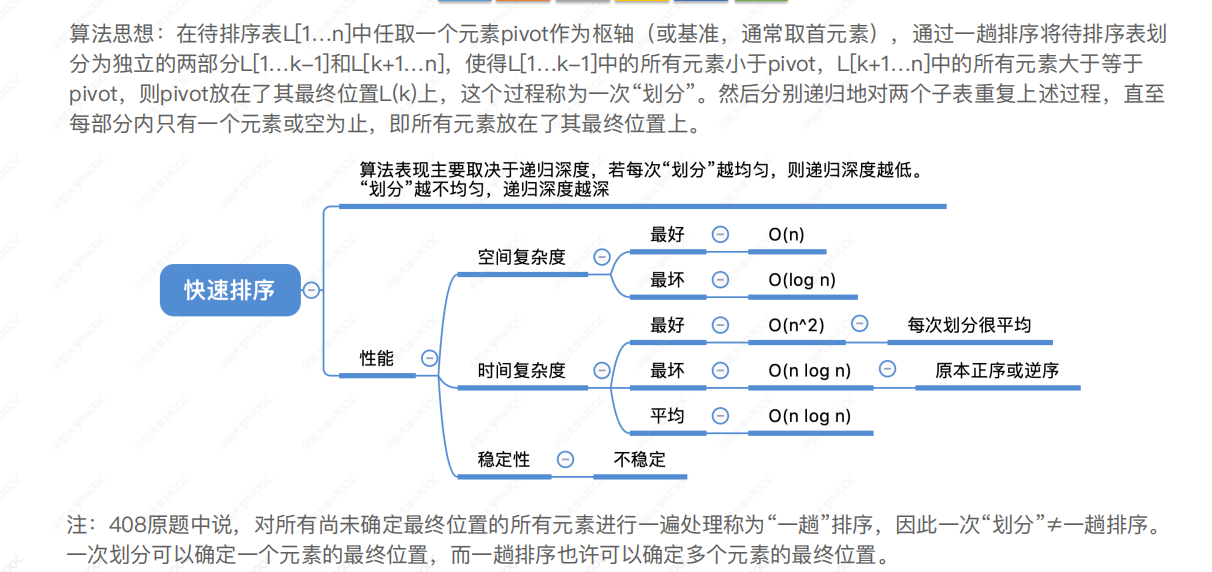 算法思想：在待排序表L[1…n]中任取一个元素pivot作为枢轴（或基准，通常取首元素），通过一趟排序将待排序表划
分为独立的两部分L[1…k-1]和L[k+1…n]，使得L[1…k-1]中的所有元素小于pivot，L[k+1…n]中的所有元素大于等于
pivot，则pivot放在了其最终位置L(k)上，这个过程称为一次“划分”。然后分别递归地对两个子表重复上述过程，直至
每部分内只有一个元素或空为止，即所有元素放在了其最终位置上。
算法表现主要取决于递归深度，若每次“划分”越均匀，则递归深度越低。
“划分”越不均匀，递归深度越深
快速排序
性能
空间复杂度
最好
O(n)
最坏
O(log n)
时间复杂度
最好
O(n^2)
每次划分很平均
最坏
O(n log n)
原本正序或逆序
平均
O(n log n)
稳定性
不稳定
注：408原题中说，对所有尚未确定最终位置的所有元素进行一遍处理称为“一趟”排序，因此一次“划分”≠一趟排序。
一次划分可以确定一个元素的最终位置，而一趟排序也许可以确定多个元素的最终位置。
中国大学MOOC